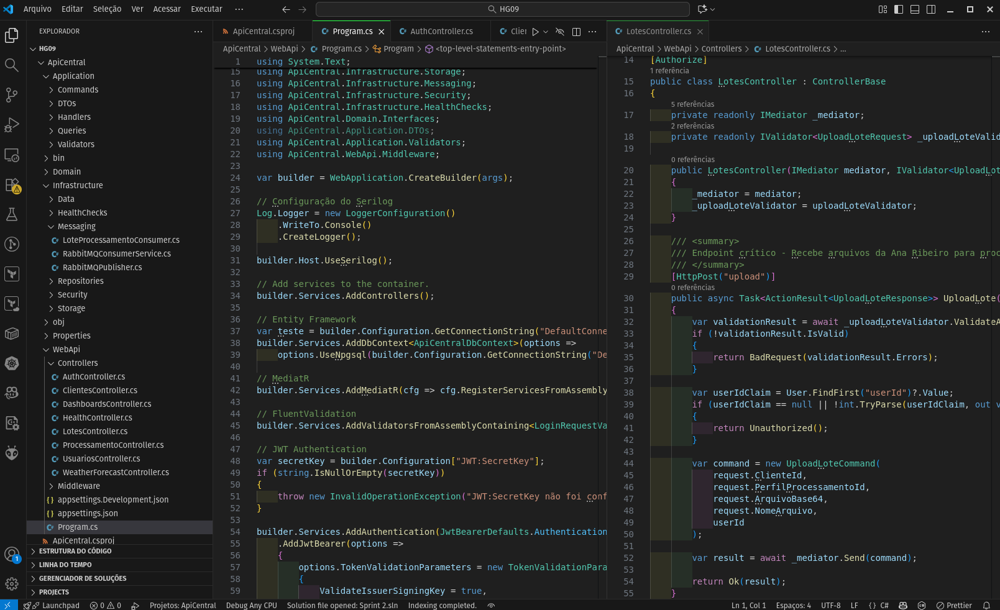 Arquivo Editar Seleção Ver Acessar Executar ··· HG09
EXPLORADOR ···
HG09
ApiCentral
Application
Commands
DTOs
Handlers
Queries
Validators
bin
Domain
Infrastructure
Data
HealthChecks
Messaging
LoteProcessamentoConsumer.cs
RabbitMQConsumerService.cs
RabbitMQPublisher.cs
Repositories
Security
Storage
obj
Properties
WebApi
Controllers
AuthController.cs
ClientesController.cs
DashboardsController.cs
HealthController.cs
LotesController.cs
ProcessamentoController.cs
UsuariosController.cs
WeatherForecastController.cs
Middleware
appsettings.Development.json
appsettings.json
Program.cs
ApiCentral.csproj
ESTRUTURA DO CÓDIGO
LINHA DO TEMPO
GERENCIADOR DE SOLUÇÕES
PROJECTS
ApiCentral.csproj Program.cs AuthController.cs Clier ···
ApiCentral > WebApi > Program.cs > Program > <top-level-statements-entry-point>
1 using System.Text;
15 using ApiCentral.Infrastructure.Storage;
16 using ApiCentral.Infrastructure.Messaging;
17 using ApiCentral.Infrastructure.Security;
18 using ApiCentral.Infrastructure.HealthChecks;
19 using ApiCentral.Domain.Interfaces;
20 using ApiCentral.Application.DTOs;
21 using ApiCentral.Application.Validators;
22 using ApiCentral.WebApi.Middleware;
23
24 var builder = WebApplication.CreateBuilder(args);
25
26 // Configuração do Serilog
27 Log.Logger = new LoggerConfiguration()
28 .WriteTo.Console()
29 .CreateLogger();
30
31 builder.Host.UseSerilog();
32
33 // Add services to the container.
34 builder.Services.AddControllers();
35
36 // Entity Framework
37 var teste = builder.Configuration.GetConnectionString("DefaultConne
38 builder.Services.AddDbContext<ApiCentralDbContext>(options =>
39 options.UseNpgsql(builder.Configuration.GetConnectionString("De
40
41 // MediatR
42 builder.Services.AddMediatR(cfg => cfg.RegisterServicesFromAssembly
43
44 // FluentValidation
45 builder.Services.AddValidatorsFromAssemblyContaining<LoginRequestVa
46
47 // JWT Authentication
48 var secretKey = builder.Configuration["JWT:SecretKey"];
49 if (string.IsNullOrEmpty(secretKey))
50 {
51 throw new InvalidOperationException("JWT:SecretKey não foi conf
52 }
53
54 builder.Services.AddAuthentication(JwtBearerDefaults.Authentication
55 .AddJwtBearer(options =>
56 {
57 options.TokenValidationParameters = new TokenValidationPara
58 {
59 ValidateIssuerSigningKey = true,
LotesController.cs ···
ApiCentral > WebApi > Controllers > LotesController.cs > ...
14 [Authorize]
1 referência
15 public class LotesController : ControllerBase
16 {
5 referências
17 private readonly IMediator _mediator;
2 referências
18 private readonly IValidator<UploadLoteRequest> _uploadLoteValid
19
0 referências
20 public LotesController(IMediator mediator, IValidator<UploadLot
21 {
22 _mediator = mediator;
23 _uploadLoteValidator = uploadLoteValidator;
24 }
25
26 /// <summary>
27 /// Endpoint crítico - Recebe arquivos da Ana Ribeiro para proc
28 /// </summary>
29 [HttpPost("upload")]
0 referências
30 public async Task<ActionResult<UploadLoteResponse>> UploadLote(
31 {
32 var validationResult = await _uploadLoteValidator.ValidateA
33 if (!validationResult.IsValid)
34 {
35 return BadRequest(validationResult.Errors);
36 }
37
38 var userIdClaim = User.FindFirst("userId")?.Value;
39 if (userIdClaim == null || !int.TryParse(userIdClaim, out v
40 {
41 return Unauthorized();
42 }
43
44 var command = new UploadLoteCommand(
45 request.ClienteId,
46 request.PerfilProcessamentoId,
47 request.ArquivoBase64,
48 request.NomeArquivo,
49 userId
50 );
51
52 var result = await _mediator.Send(command);
53
54 return Ok(result);
55 }
1
Launchpad 0 0 Projetos: ApiCentral Debug Any CPU Solution file opened: Sprint 2.sln Indexing completed. Ln 1, Col 1 Espaços: 4 UTF-8 LF {} C# Prettier